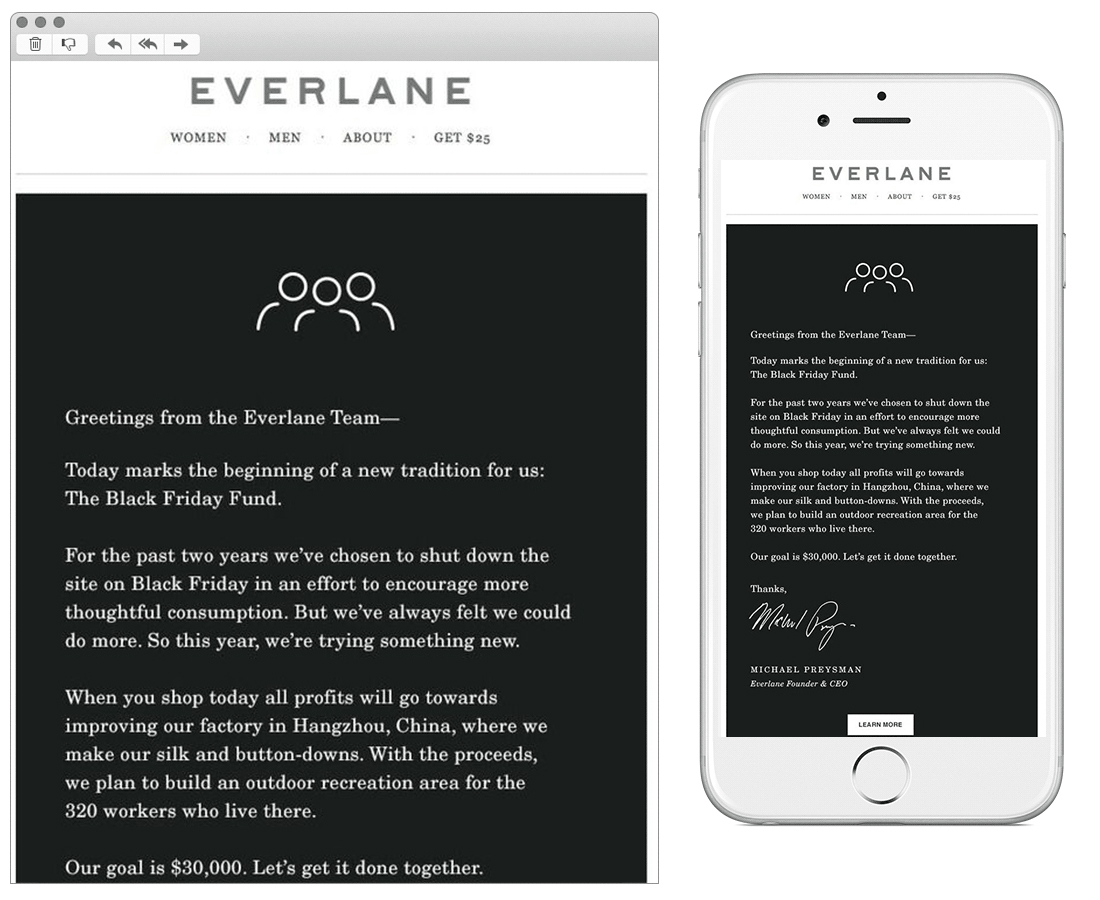 EVERLANE
WOMEN · MEN · ABOUT · GET $25
Greetings from the Everlane Team—
Today marks the beginning of a new tradition for us:
The Black Friday Fund.
For the past two years we’ve chosen to shut down the
site on Black Friday in an effort to encourage more
thoughtful consumption. But we’ve always felt we could
do more. So this year, we’re trying something new.
When you shop today all profits will go towards
improving our factory in Hangzhou, China, where we
make our silk and button-downs. With the proceeds,
we plan to build an outdoor recreation area for the
320 workers who live there.
Our goal is $30,000. Let’s get it done together.
EVERLANE
WOMEN · MEN · ABOUT · GET $25
Greetings from the Everlane Team—
Today marks the beginning of a new tradition for us:
The Black Friday Fund.
For the past two years we’ve chosen to shut down the
site on Black Friday in an effort to encourage more
thoughtful consumption. But we’ve always felt we could
do more. So this year, we’re trying something new.
When you shop today all profits will go towards
improving our factory in Hangzhou, China, where we
make our silk and button-downs. With the proceeds,
we plan to build an outdoor recreation area for the
320 workers who live there.
Our goal is $30,000. Let’s get it done together.
Thanks,
MICHAEL PREYSMAN
Everlane Founder & CEO
LEARN MORE